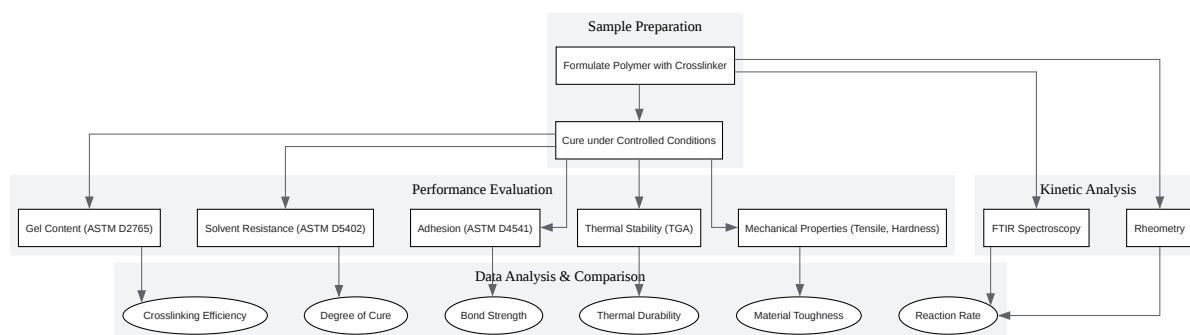 Sample Preparation
Formulate Polymer with Crosslinker
Cure under Controlled Conditions
Performance Evaluation
Kinetic Analysis
Gel Content (ASTM D2765)
Solvent Resistance (ASTM D5402)
Adhesion (ASTM D4541)
Thermal Stability (TGA)
Mechanical Properties (Tensile, Hardness)
FTIR Spectroscopy
Rheometry
Data Analysis & Comparison
Crosslinking Efficiency
Degree of Cure
Bond Strength
Thermal Durability
Material Toughness
Reaction Rate